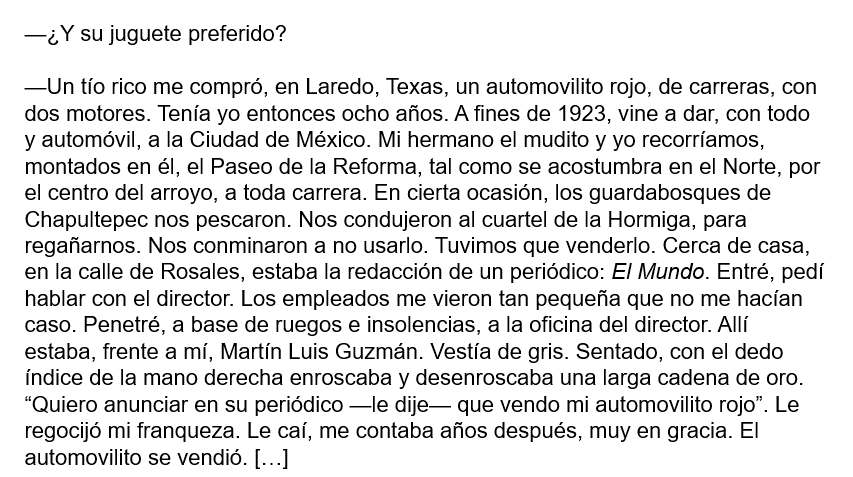 —¿Y su juguete preferido?
—Un tío rico me compró, en Laredo, Texas, un automovilito rojo, de carreras, con
dos motores. Tenía yo entonces ocho años. A fines de 1923, vine a dar, con todo
y automóvil, a la Ciudad de México. Mi hermano el mudito y yo recorríamos,
montados en él, el Paseo de la Reforma, tal como se acostumbra en el Norte, por
el centro del arroyo, a toda carrera. En cierta ocasión, los guardabosques de
Chapultepec nos pescaron. Nos condujeron al cuartel de la Hormiga, para
regañarnos. Nos conminaron a no usarlo. Tuvimos que venderlo. Cerca de casa,
en la calle de Rosales, estaba la redacción de un periódico: El Mundo. Entré, pedí
hablar con el director. Los empleados me vieron tan pequeña que no me hacían
caso. Penetré, a base de ruegos e insolencias, a la oficina del director. Allí
estaba, frente a mí, Martín Luis Guzmán. Vestía de gris. Sentado, con el dedo
índice de la mano derecha enroscaba y desenroscaba una larga cadena de oro.
“Quiero anunciar en su periódico —le dije— que vendo mi automovilito rojo”. Le
regocijó mi franqueza. Le caí, me contaba años después, muy en gracia. El
automovilito se vendió. […]